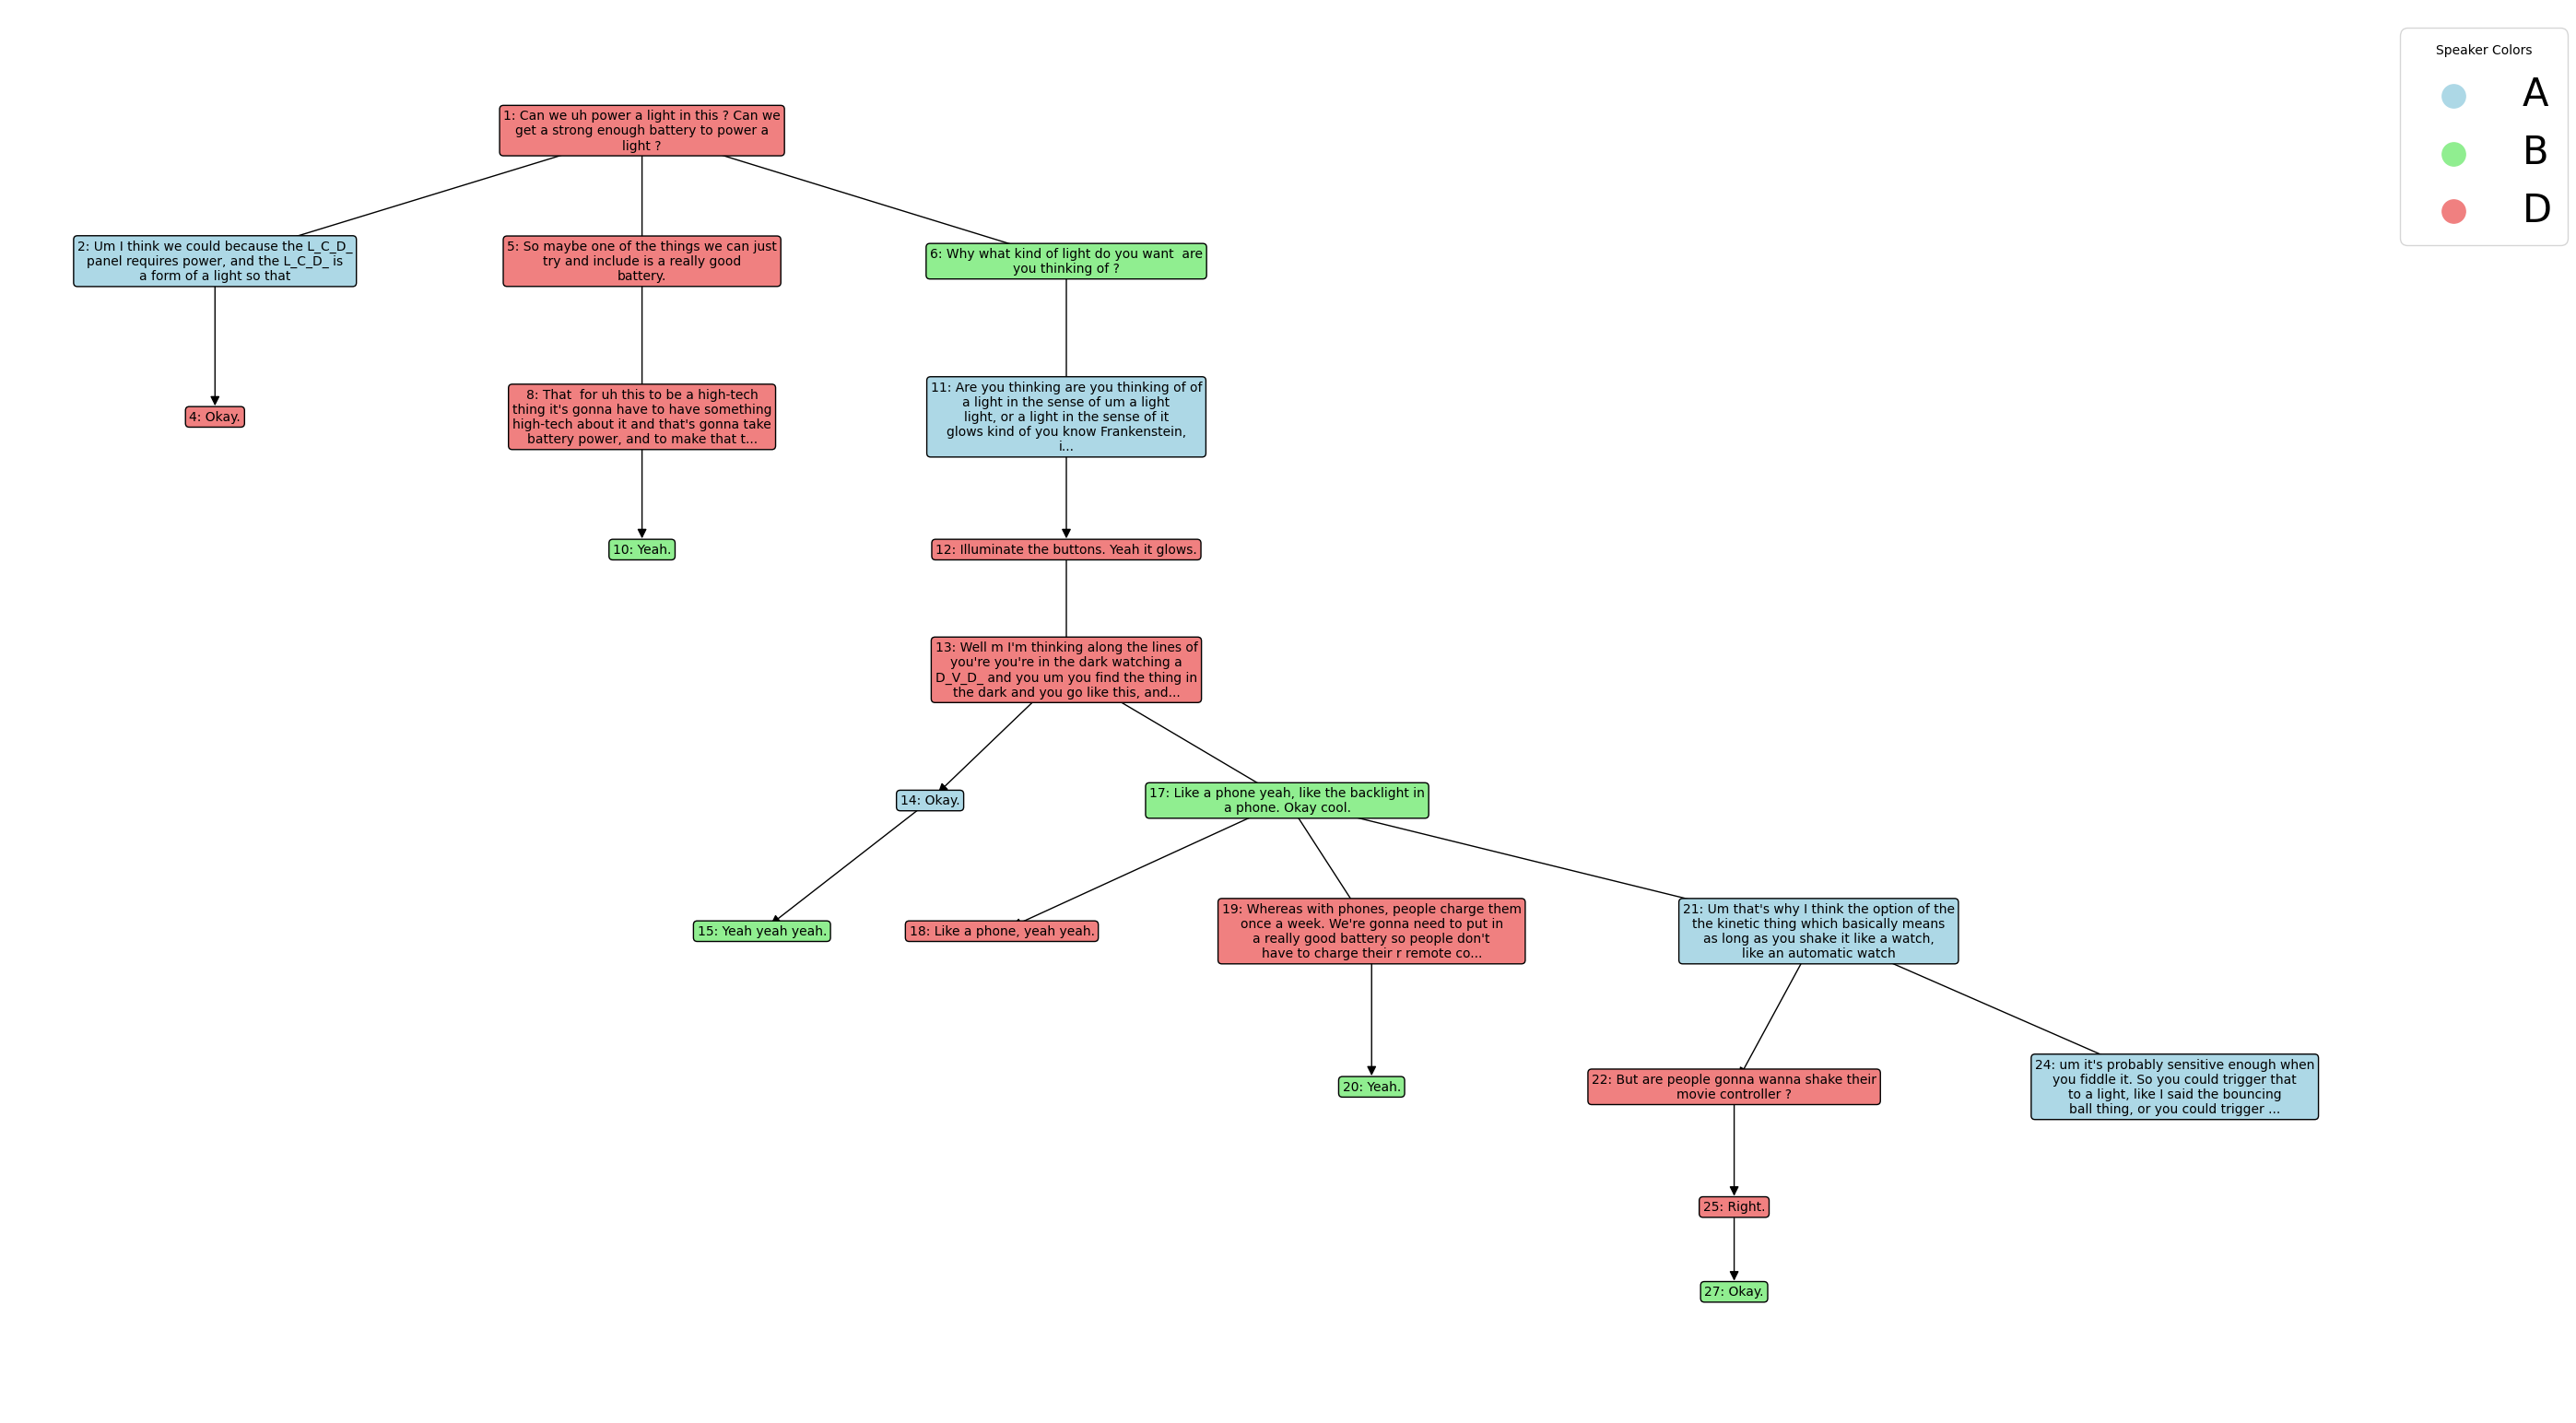 Speaker Colors
A
B
D
1: Can we uh power a light in this ? Can we
get a strong enough battery to power a
light ?
2: Um I think we could because the L_C_D_
panel requires power, and the L_C_D_ is
a form of a light so that
5: So maybe one of the things we can just
try and include is a really good
battery.
6: Why what kind of light do you want  are
you thinking of ?
4: Okay.
8: That  for uh this to be a high-tech
thing it's gonna have to have something
high-tech about it and that's gonna take
battery power, and to make that t...
11: Are you thinking are you thinking of of
a light in the sense of um a light
light, or a light in the sense of it
glows kind of you know Frankenstein,
i...
10: Yeah.
12: Illuminate the buttons. Yeah it glows.
13: Well m I'm thinking along the lines of
you're you're in the dark watching a
D_V_D_ and you um you find the thing in
the dark and you go like this, and...
14: Okay.
17: Like a phone yeah, like the backlight in
a phone. Okay cool.
15: Yeah yeah yeah.
18: Like a phone, yeah yeah.
19: Whereas with phones, people charge them
once a week. We're gonna need to put in
a really good battery so people don't
have to charge their r remote co...
21: Um that's why I think the option of the
the kinetic thing which basically means
as long as you shake it like a watch,
like an automatic watch
20: Yeah.
22: But are people gonna wanna shake their
movie controller ?
24: um it's probably sensitive enough when
you fiddle it. So you could trigger that
to a light, like I said the bouncing
ball thing, or you could trigger ...
25: Right.
27: Okay.